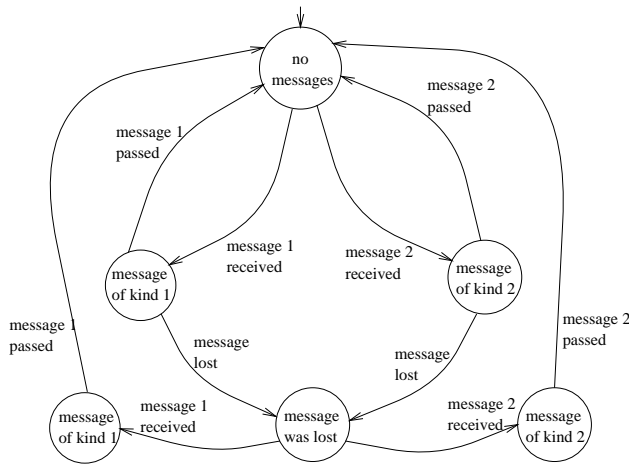 no
messages
message 2
passed
message 1
passed
message 1
received
message 2
received
message
of kind 1
message
of kind 2
message 1
passed
message
lost
message
lost
message 2
passed
message
of kind 1
message 1
received
message
was lost
message 2
received
message
of kind 2